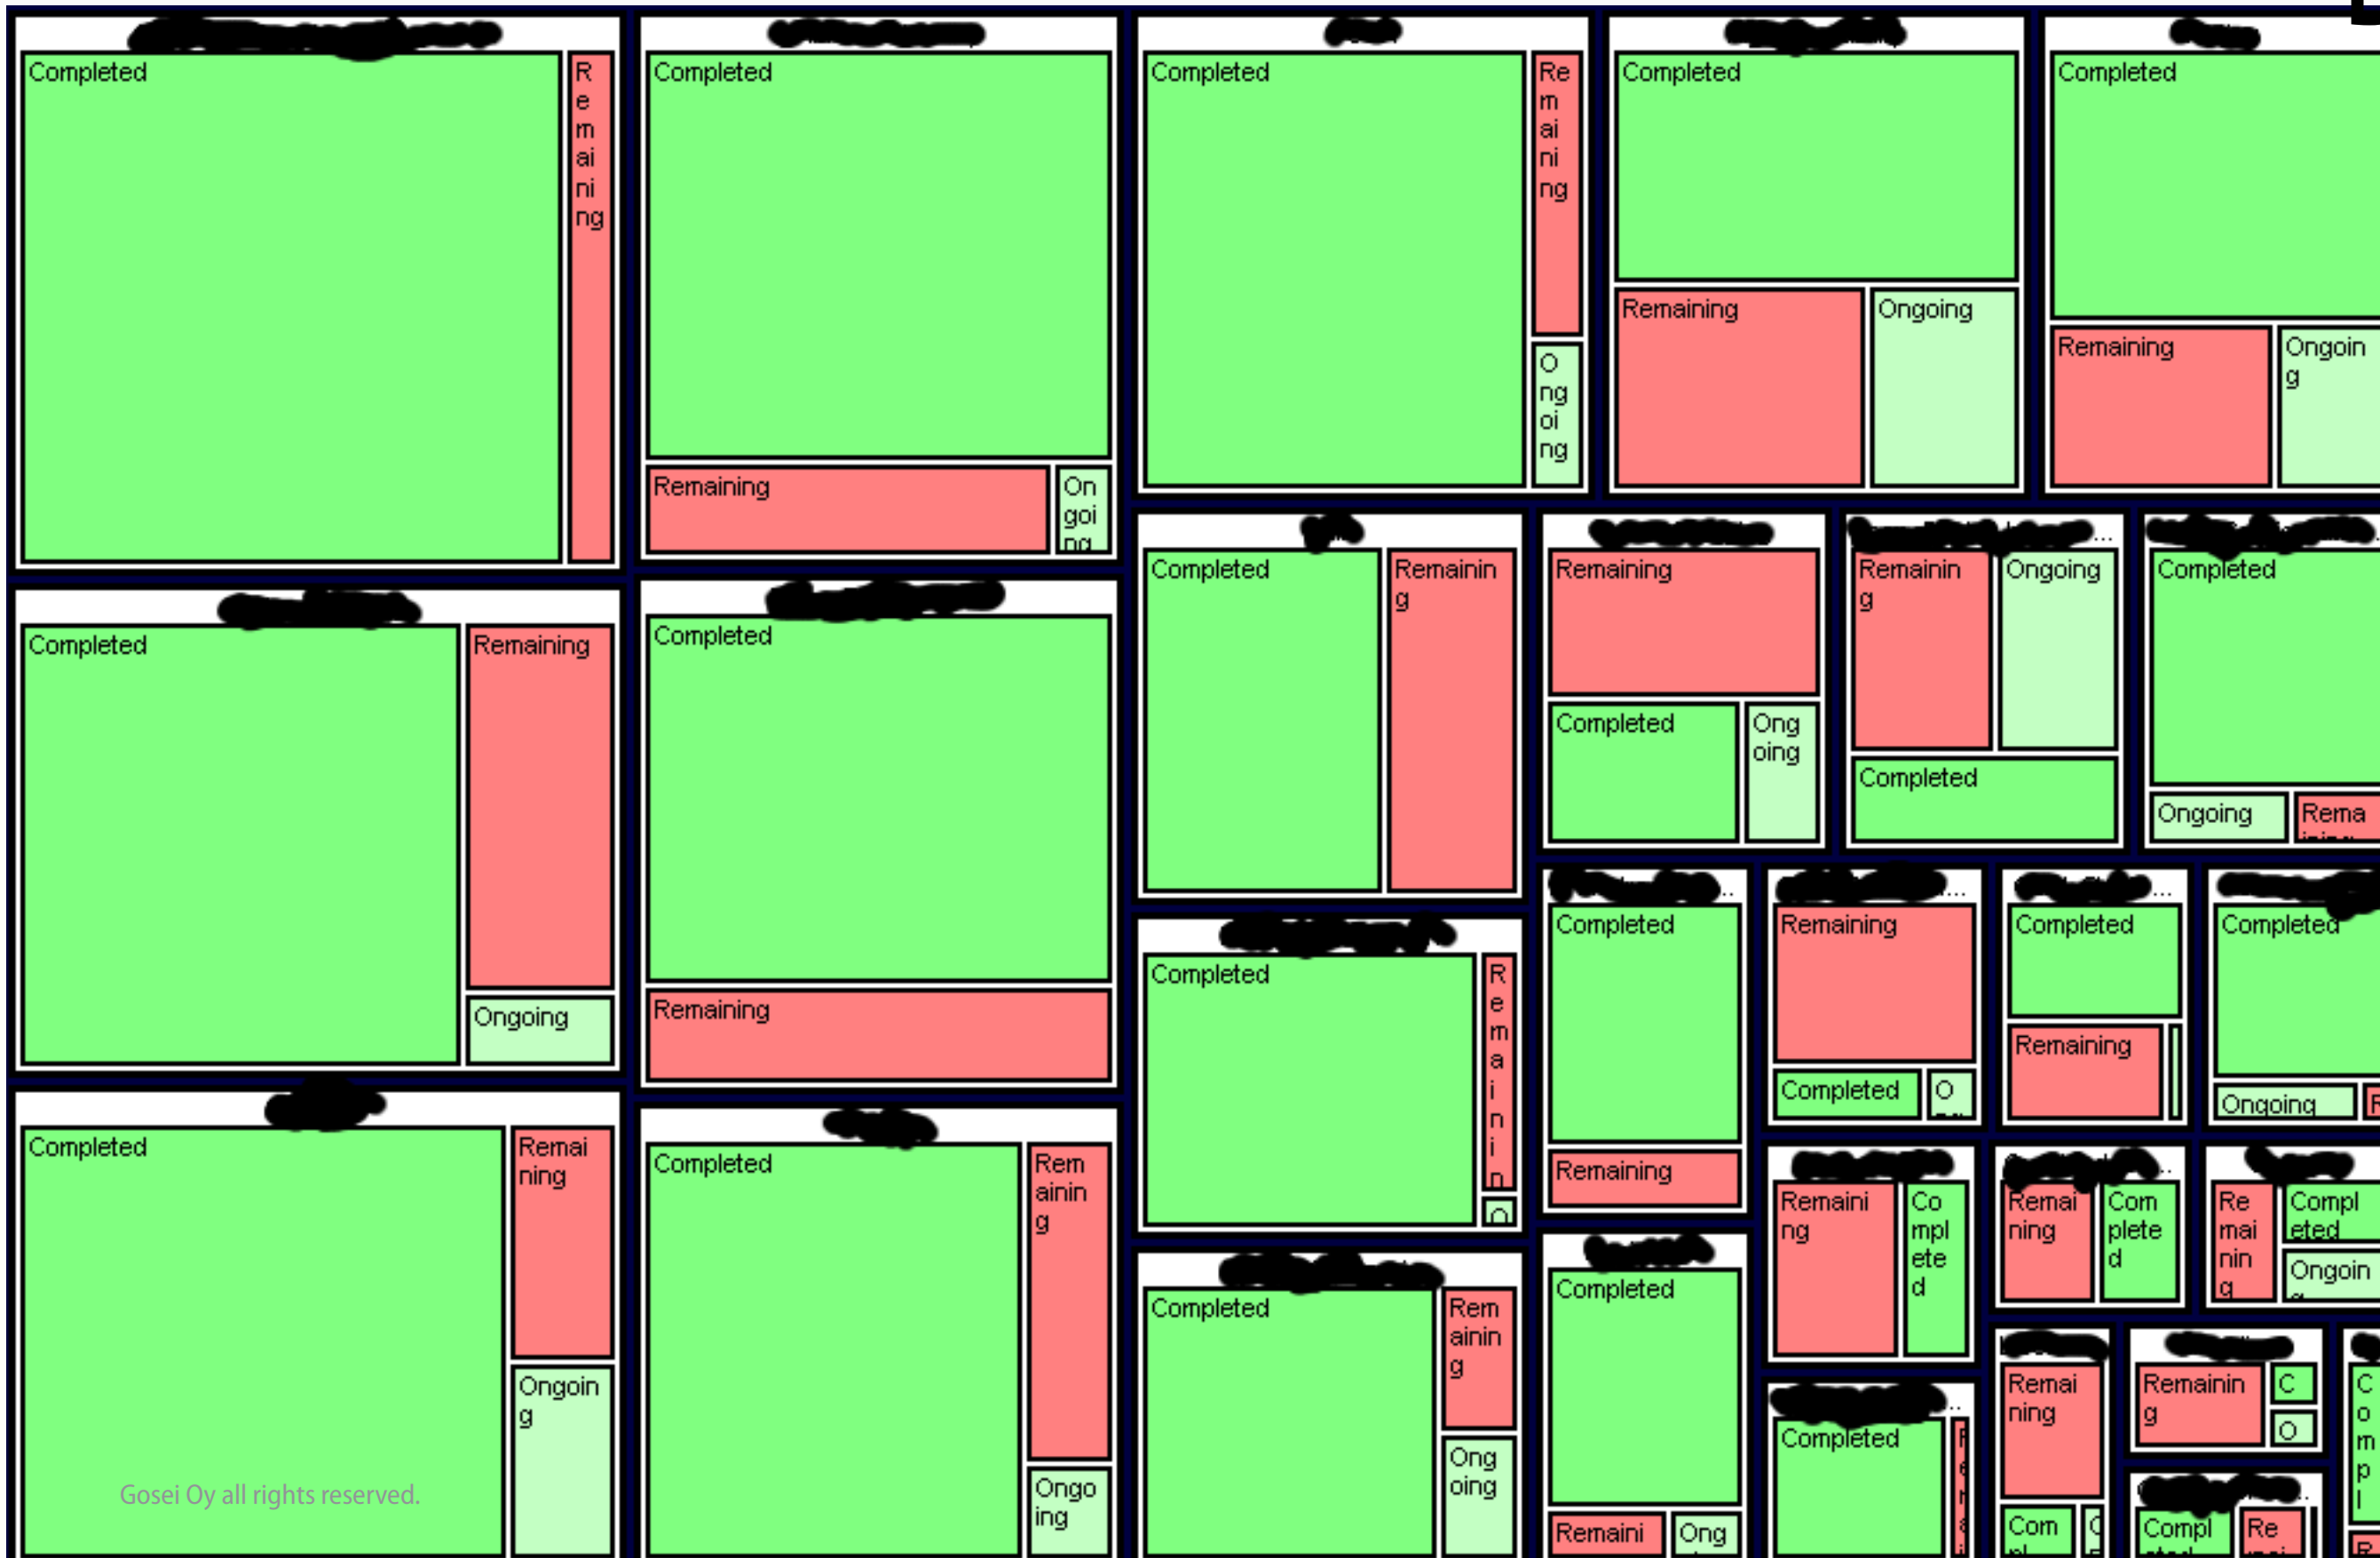 Completed
R
e
m
ai
ni
ng
Completed
Remaining
On
goi
ng
Completed
Re
m
ai
ni
ng
O
ng
oi
ng
Completed
Remaining
Ongoing
Completed
Remaining
Ongoin
g
Completed
Remaining
Ongoing
Completed
Remaining
Completed
Remainin
g
Remaining
Completed
Ong
oing
Remainin
g
Ongoing
Completed
Completed
Ongoing
Rema
Completed
R
e
m
a
i
n
i
n
O
Completed
Remaining
Remaining
Completed
O
Completed
Remaining
Completed
Ongoing
R
Completed
Remai
ning
Ongoin
g
Gosei Oy all rights reserved.
Completed
Rem
ainin
g
Ongo
ing
Completed
Rem
ainin
g
Ong
oing
Completed
Remaini
Ong
Remaini
ng
Co
mpl
ete
d
Remai
ning
Com
plete
d
Re
mai
nin
g
Compl
eted
Ongoin
g
Completed
Remai
ning
Com
Remainin
g
C
O
Compl
Re
C
o
m
p
l
R